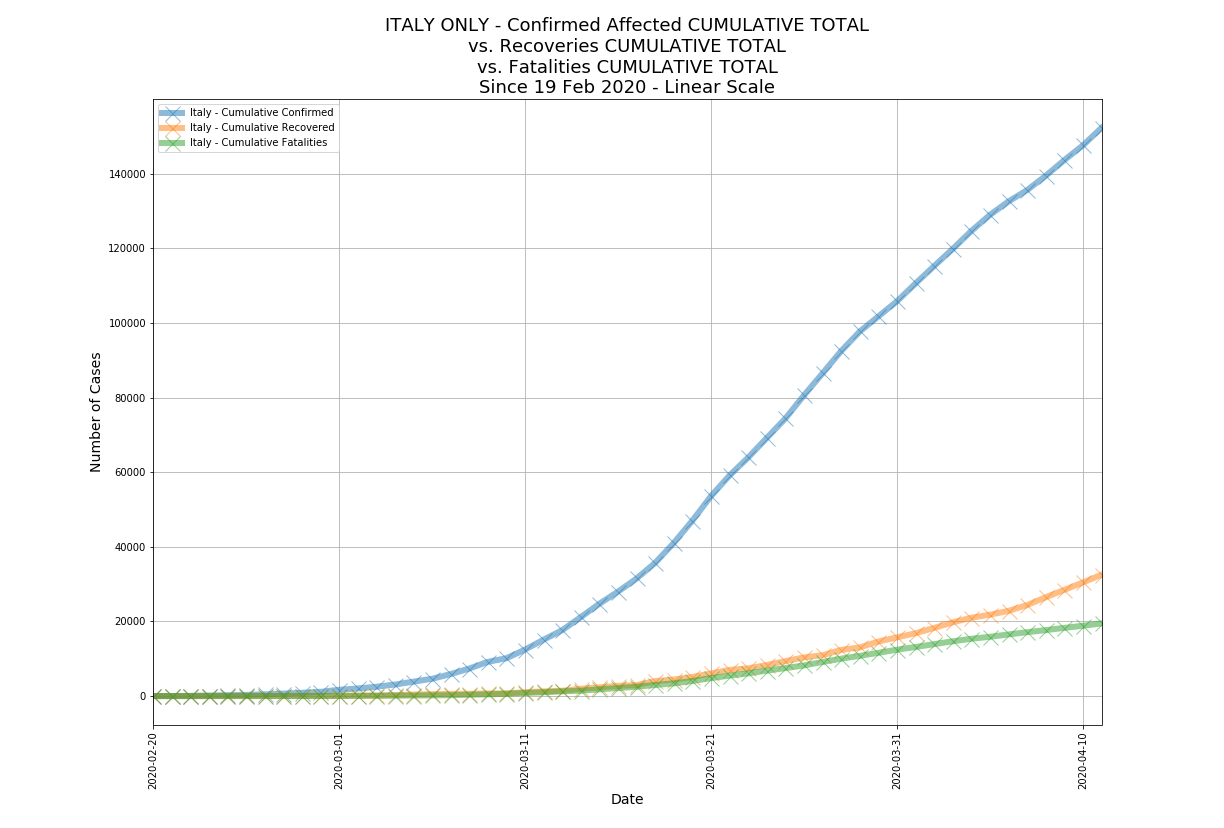 ITALY ONLY - Confirmed Affected CUMULATIVE TOTAL
vs. Recoveries CUMULATIVE TOTAL
vs. Fatalities CUMULATIVE TOTAL
Since 19 Feb 2020 - Linear Scale
Italy - Cumulative Confirmed
Italy - Cumulative Recovered
Italy - Cumulative Fatalities
140000
120000
100000
80000
60000
40000
20000
0
Number of Cases
2020-02-20
2020-03-01
2020-03-11
2020-03-21
2020-03-31
2020-04-10
Date